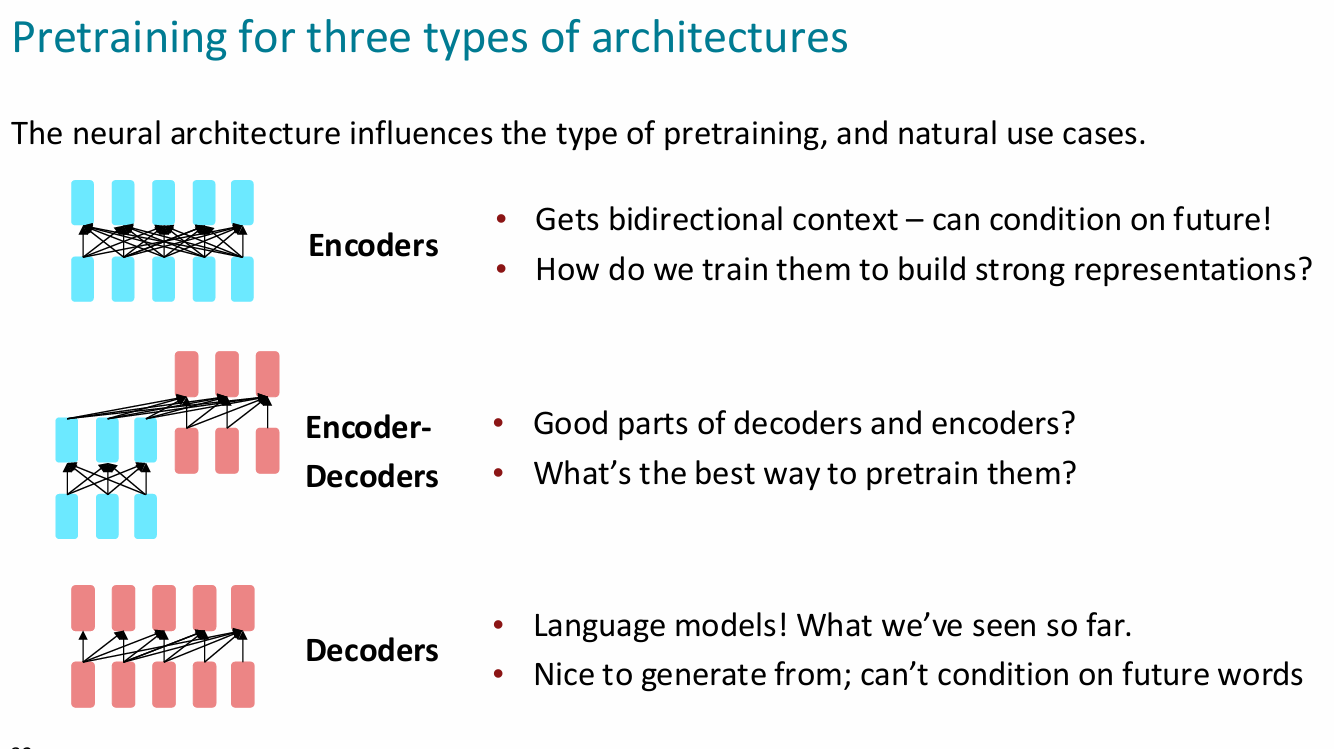 Pretraining for three types of architectures
The neural architecture influences the type of pretraining, and natural use cases.
Encoders
• Gets bidirectional context – can condition on future!
• How do we train them to build strong representations?
Encoder-
Decoders
• Good parts of decoders and encoders?
• What’s the best way to pretrain them?
Decoders
• Language models! What we’ve seen so far.
• Nice to generate from; can’t condition on future words